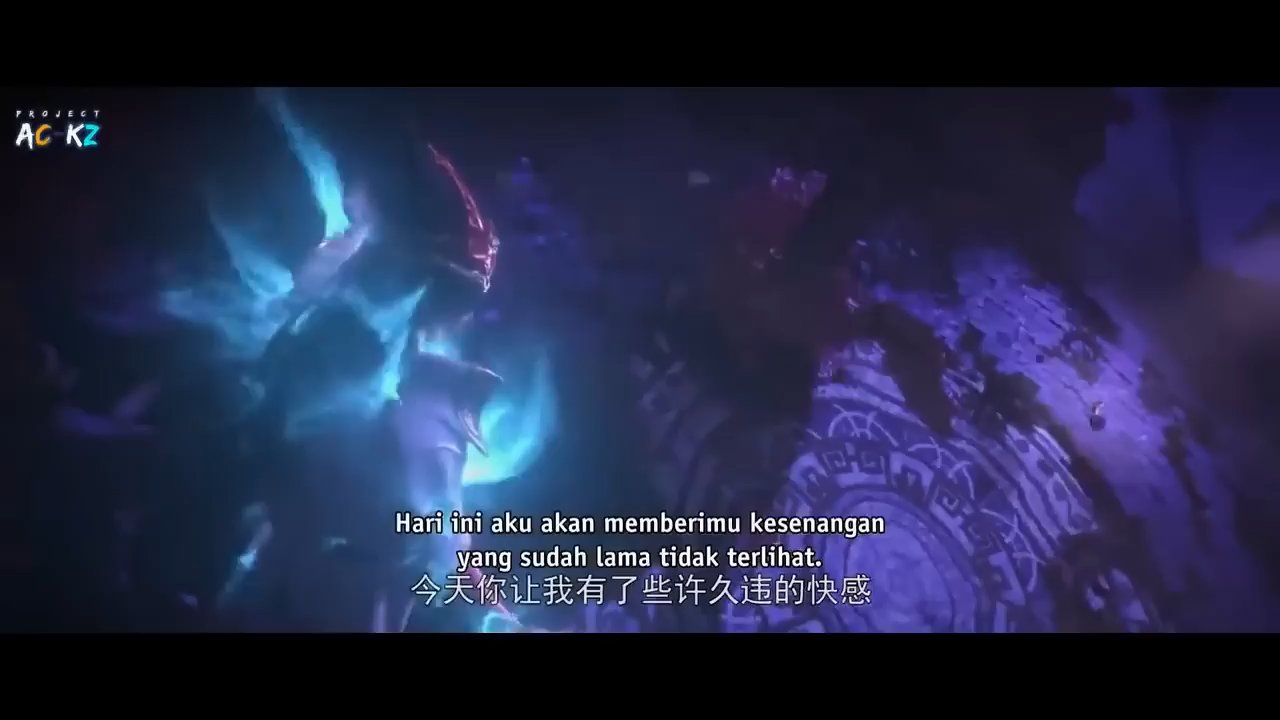 PROJECT
AC-KZ
Hari ini aku akan memberimu kesenangan
yang sudah lama tidak terlihat.
今天你让我有了些许久违的快感